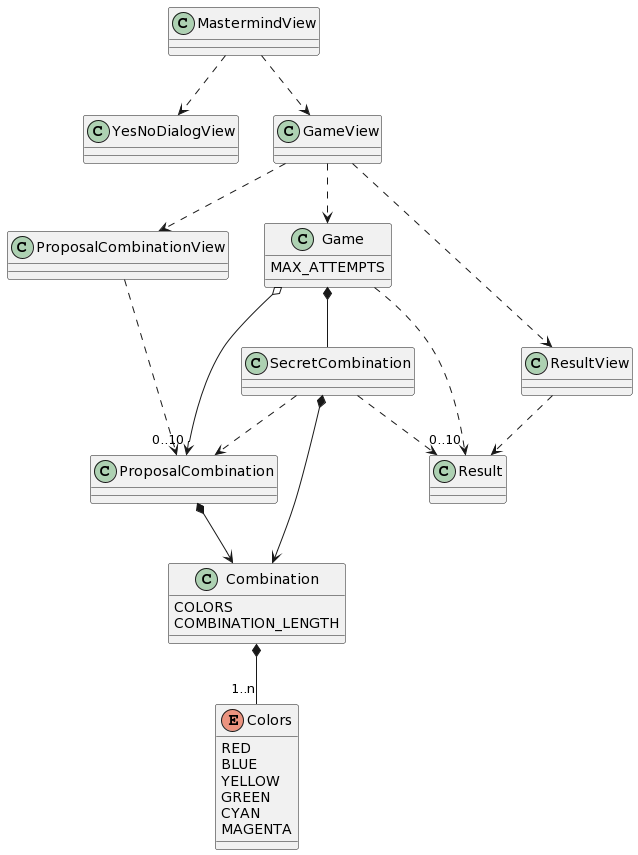 C MastermindView
C YesNoDialogView
C GameView
C ProposalCombinationView
C Game
MAX_ATTEMPTS
C SecretCombination
C ResultView
0..10
0..10
C ProposalCombination
C Result
C Combination
COLORS
COMBINATION_LENGTH
1..n
E Colors
RED
BLUE
YELLOW
GREEN
CYAN
MAGENTA